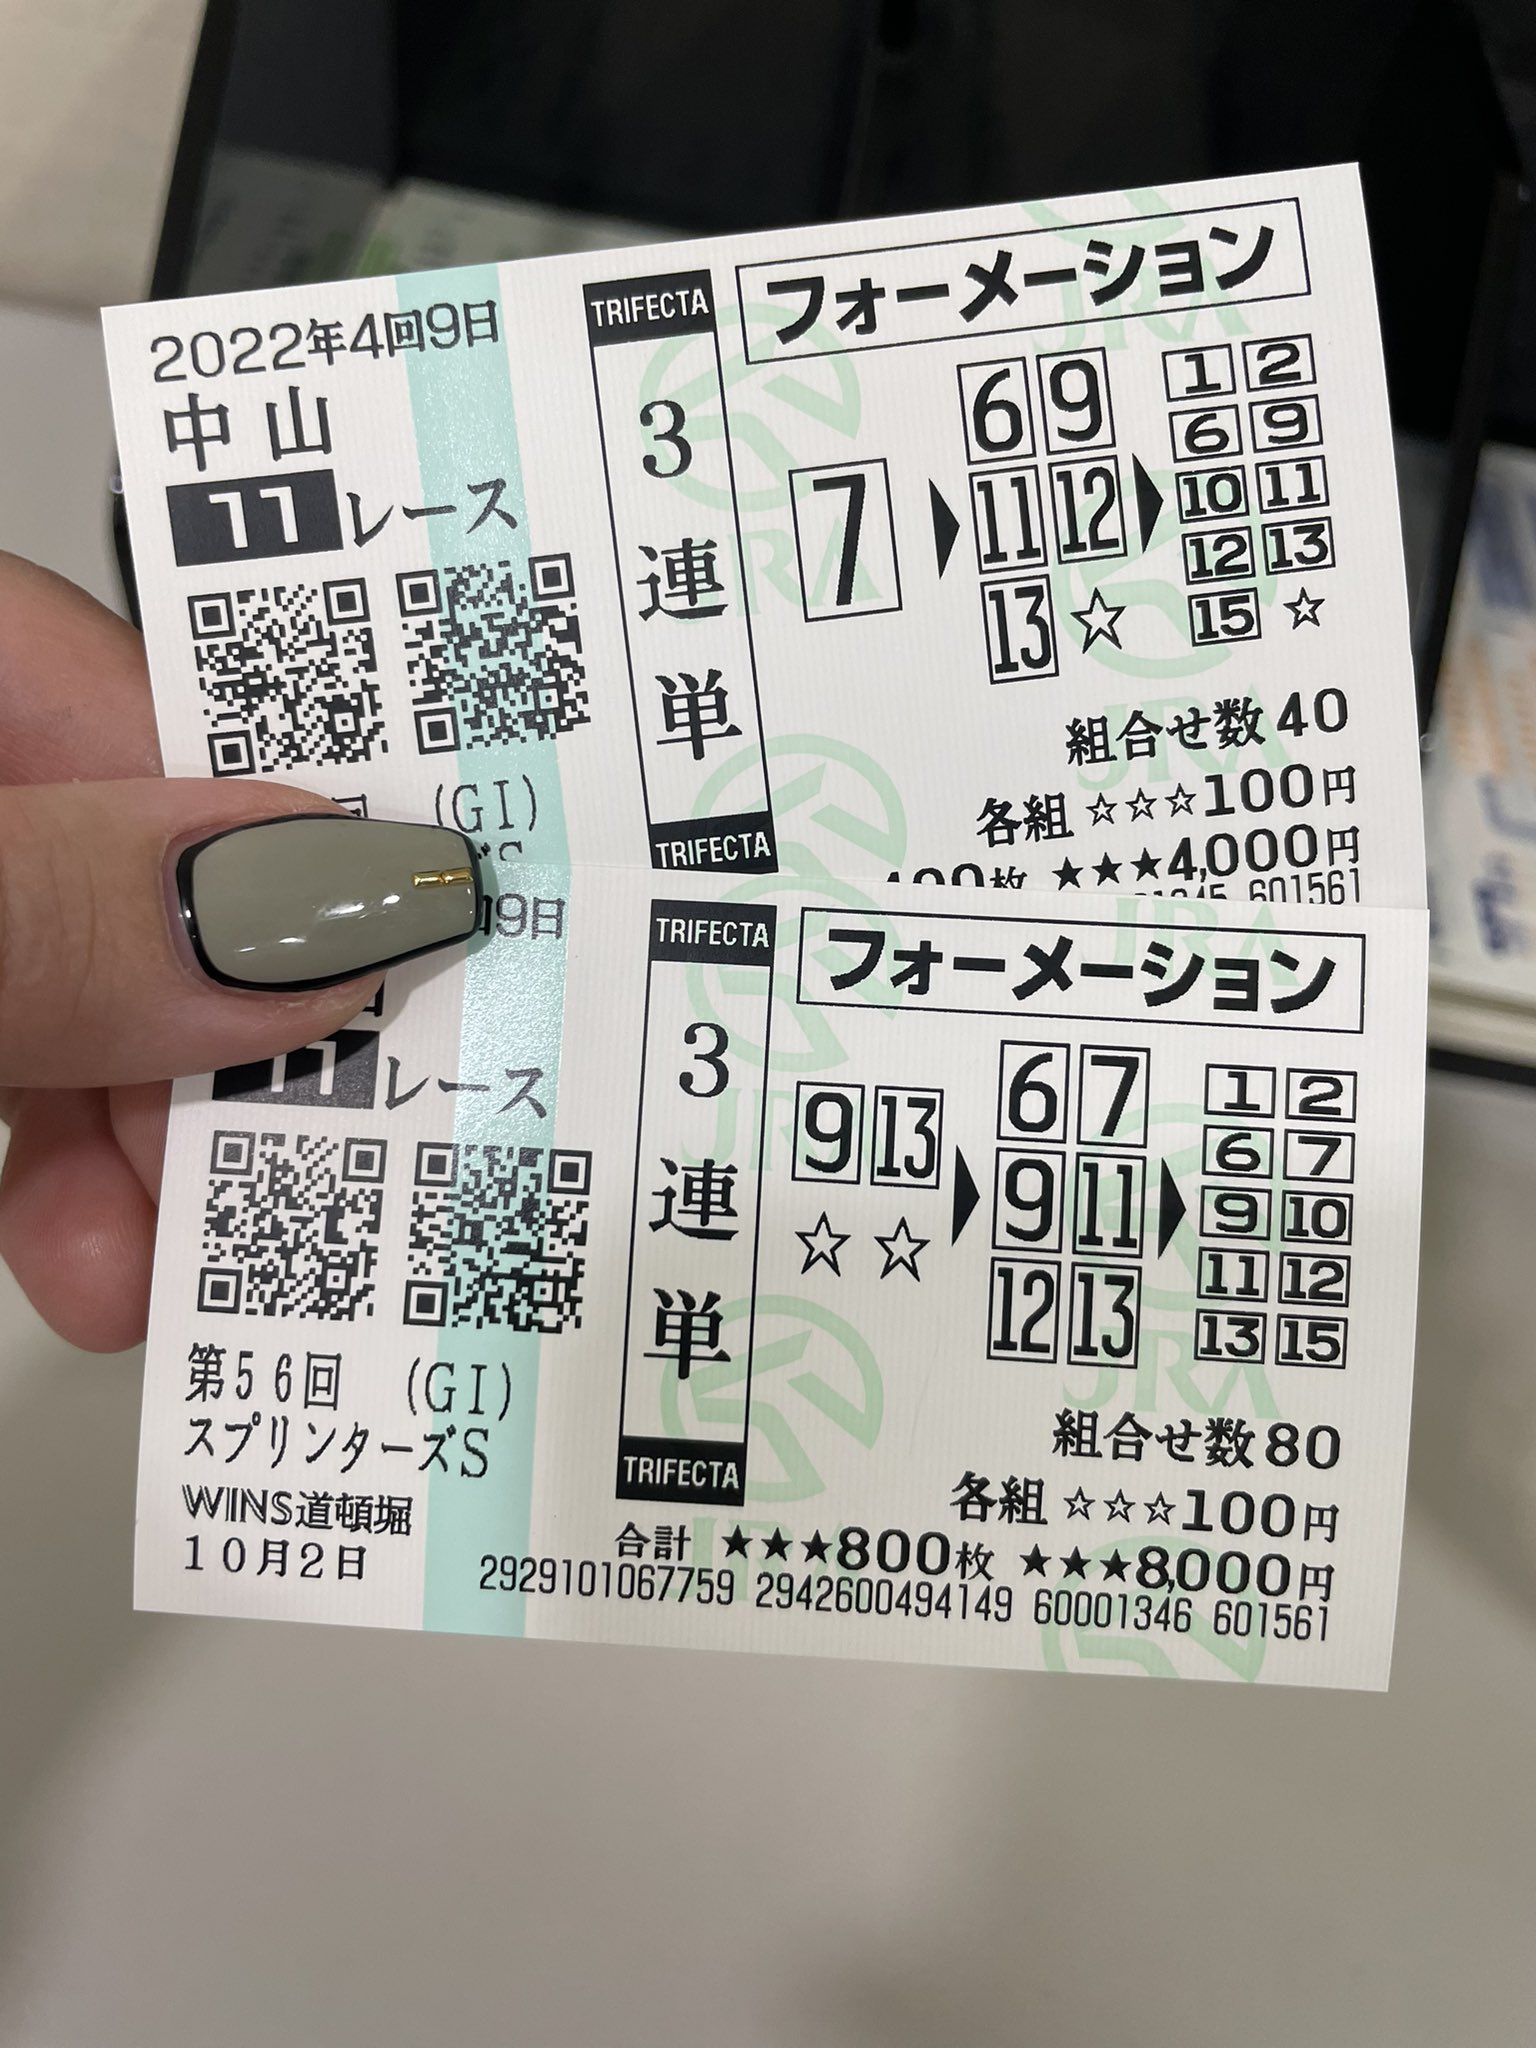 2022年4回9日
中山
11レース
(GI)
TRIFECTA
3連単
TRIFECTA
フォーメーション
7
6 9
11 12
13 ☆
1 2
6 9
10 11
12 13
15 ☆
組合せ数40
各組 ☆☆☆100円
★★★4,000円
601561
9日
11レース
第56回 (GI)
スプリンターズS
WINS道頓堀
10月2日
TRIFECTA
3連単
TRIFECTA
フォーメーション
9 13
☆ ☆
6 7
9 11
12 13
1 2
6 7
9 10
11 12
13 15
組合せ数80
各組 ☆☆☆100円
合計 ★★★800枚 ★★★8,000円
2929101067759 2942600494149 60001346 601561
JRA